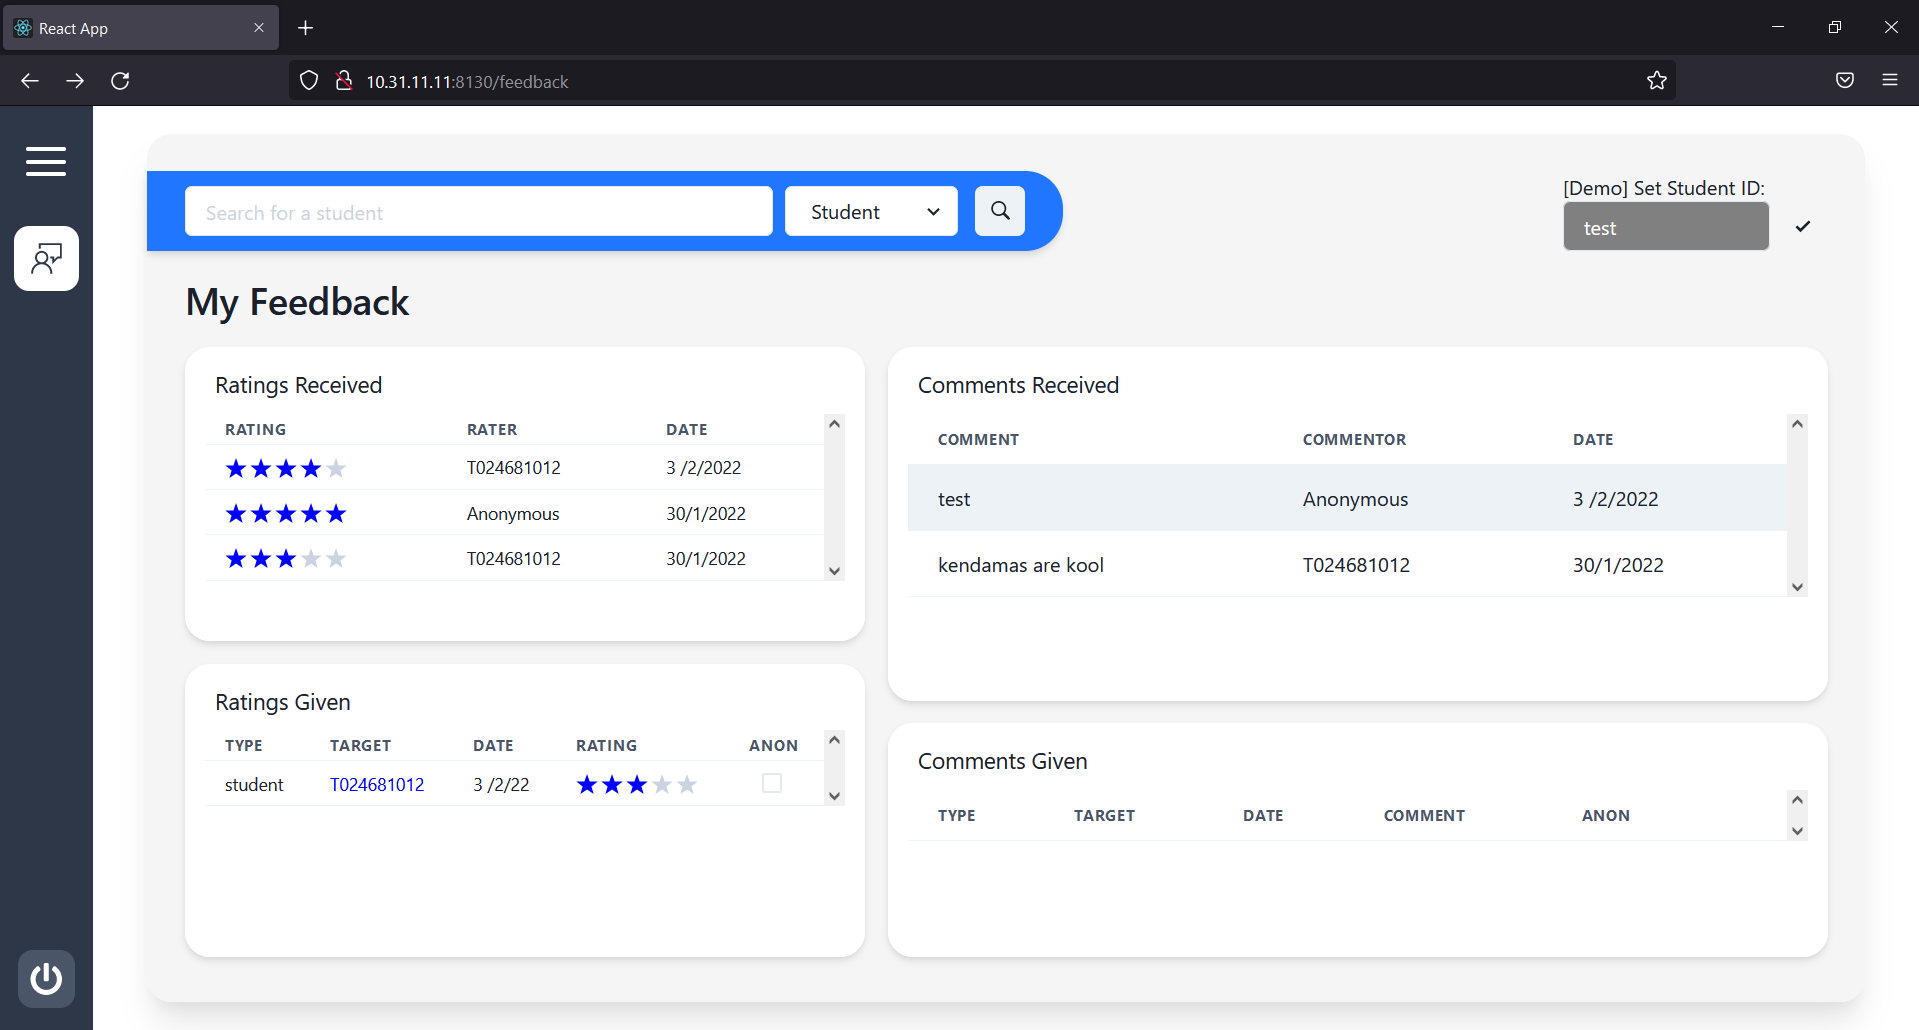 React App
10.31.11.11:8130/feedback
Search for a student
Student
[Demo] Set Student ID:
test
My Feedback
Ratings Received
RATING RATER DATE
T024681012 3 /2/2022
Anonymous 30/1/2022
T024681012 30/1/2022
Comments Received
COMMENT COMMENTOR DATE
test Anonymous 3 /2/2022
kendamas are kool T024681012 30/1/2022
Ratings Given
TYPE TARGET DATE RATING ANON
student T024681012 3 /2/22
Comments Given
TYPE TARGET DATE COMMENT ANON